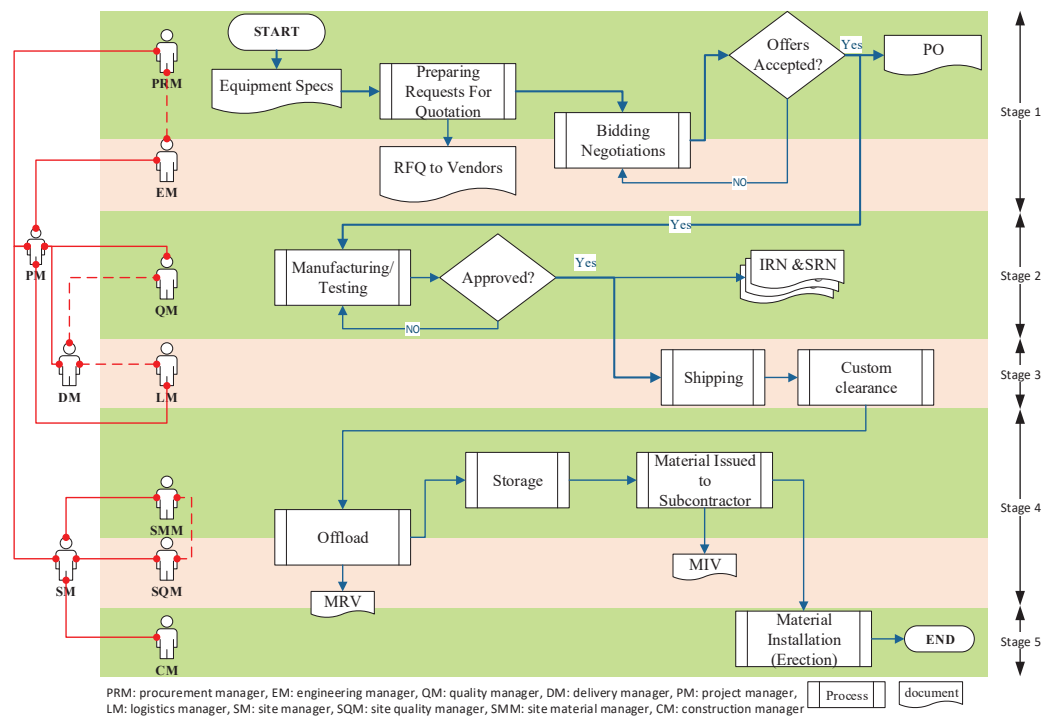 START
Offers
Accepted?
Yes
PO
PRM
Equipment Specs
Preparing
Requests For
Quotation
Stage 1
Bidding
Negotiations
RFQ to Vendors
NO
EM
Yes
PM
Manufacturing/
Testing
Approved?
Yes
IRN &SRN
Stage 2
QM
NO
DM
LM
Shipping
Custom
clearance
Stage 3
Storage
Material Issued
to
Subcontractor
Stage 4
SMM
Offload
MIV
SM
SQM
MRV
Material
Installation
(Erection)
END
Stage 5
CM
PRM: procurement manager, EM: engineering manager, QM: quality manager, DM: delivery manager, PM: project manager,
LM: logistics manager, SM: site manager, SQM: site quality manager, SMM: site material manager, CM: construction manager
Process
document